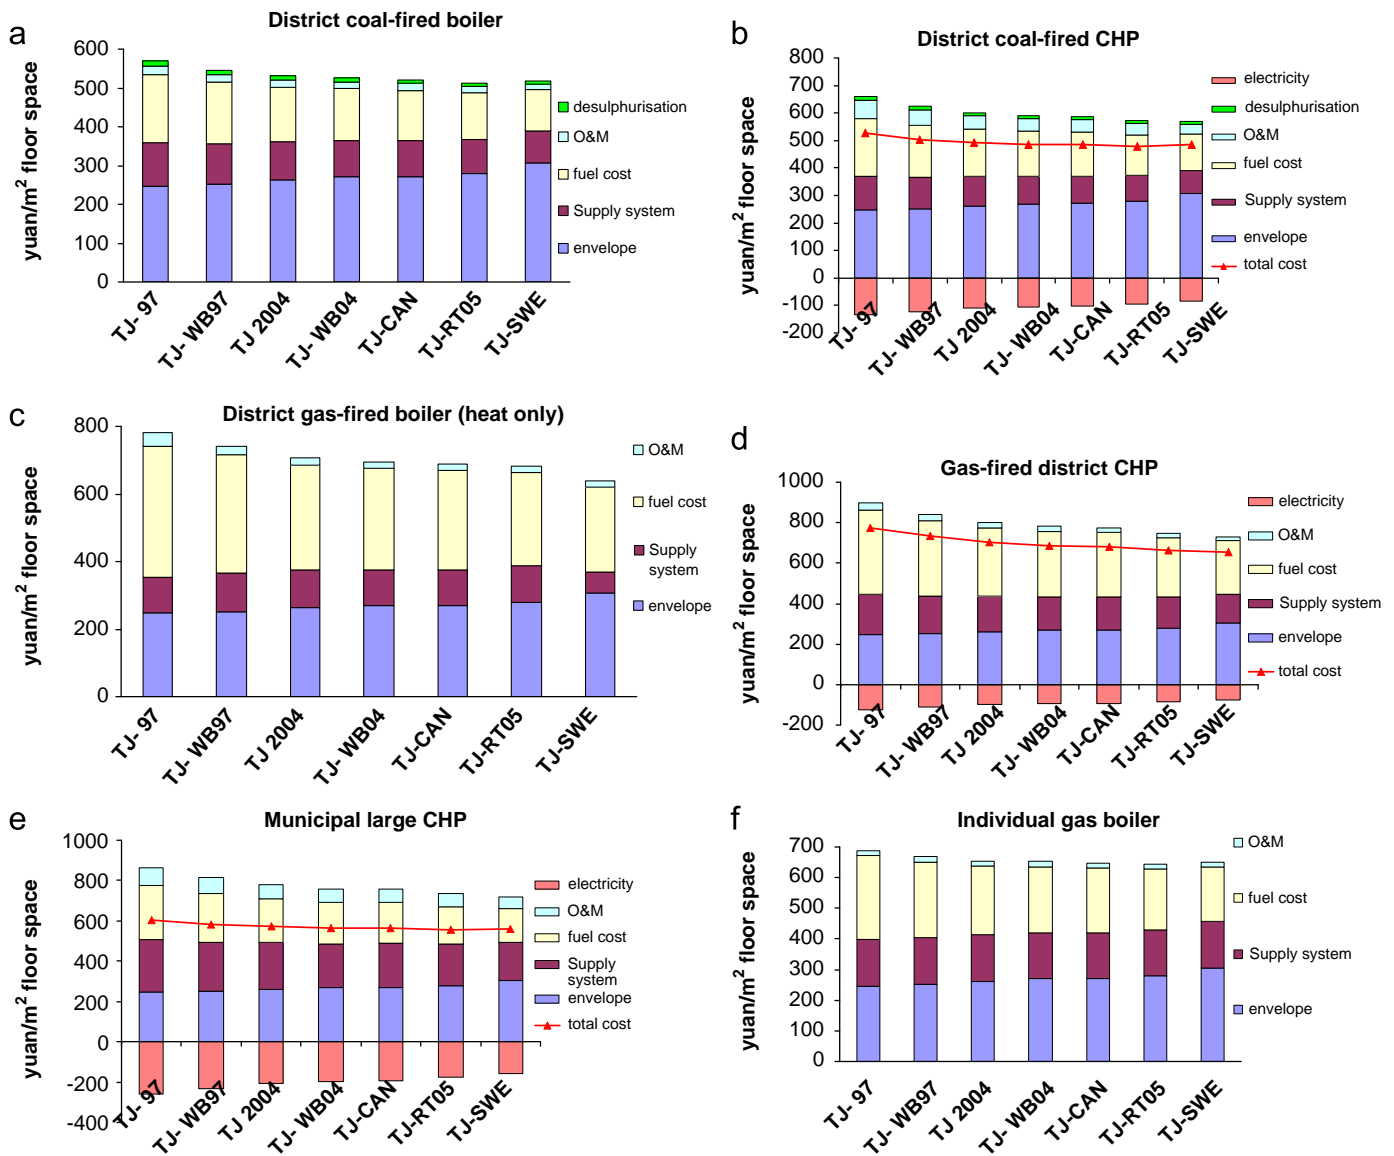 a
District coal-fired boiler
yuan/m² floor space
600
500
400
300
200
100
0
desulphurisation
O&M
fuel cost
Supply system
envelope
TJ- 97
TJ- WB97
TJ 2004
TJ- WB04
TJ-CAN
TJ-RT05
TJ-SWE
b
District coal-fired CHP
yuan/m² floor space
800
700
600
500
400
300
200
100
0
-100
-200
electricity
desulphurisation
O&M
fuel cost
Supply system
envelope
total cost
TJ- 97
TJ- WB97
TJ 2004
TJ- WB04
TJ-CAN
TJ-RT05
TJ-SWE
c
District gas-fired boiler (heat only)
yuan/m² floor space
800
600
400
200
0
O&M
fuel cost
Supply
system
envelope
TJ- 97
TJ- WB97
TJ 2004
TJ- WB04
TJ-CAN
TJ-RT05
TJ-SWE
d
Gas-fired district CHP
yuan/m² floor space
1000
800
600
400
200
0
-200
electricity
O&M
fuel cost
Supply system
envelope
total cost
TJ- 97
TJ- WB97
TJ 2004
TJ- WB04
TJ-CAN
TJ-RT05
TJ-SWE
e
Municipal large CHP
yuan/m² floor space
1000
800
600
400
200
0
-200
-400
electricity
O&M
fuel cost
Supply
system
envelope
total cost
TJ- 97
TJ- WB97
TJ 2004
TJ- WB04
TJ-CAN
TJ-RT05
TJ-SWE
f
Individual gas boiler
yuan/m² floor space
700
600
500
400
300
200
100
0
O&M
fuel cost
Supply system
envelope
TJ- 97
TJ- WB97
TJ 2004
TJ- WB04
TJ-CAN
TJ-RT05
TJ-SWE